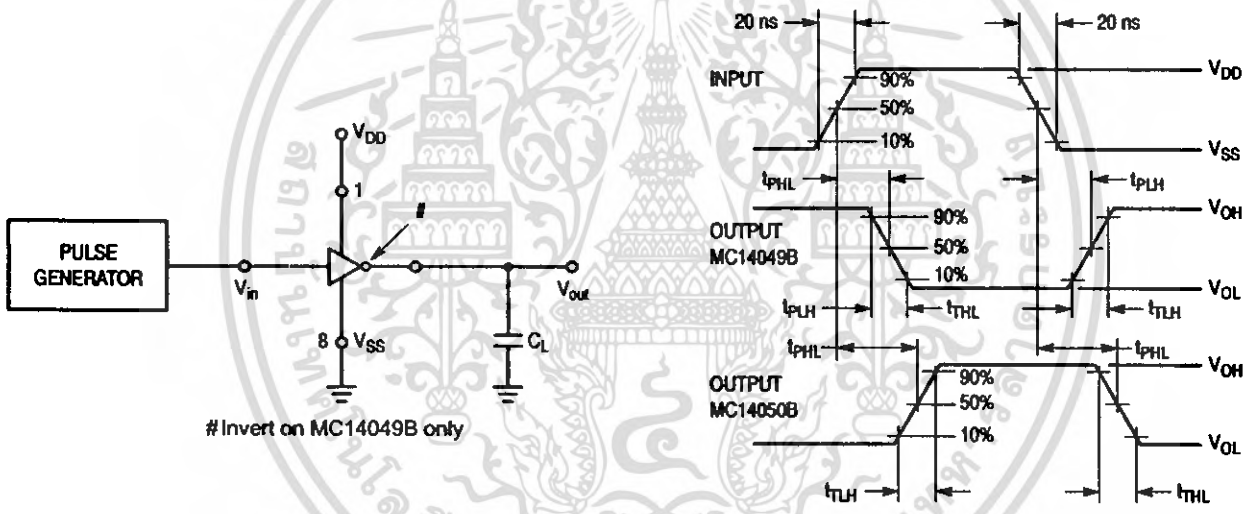 PULSE
GENERATOR
V_in
V_DD
1
#
8
V_SS
C_L
V_out
#Invert on MC14049B only
20 ns
20 ns
INPUT
90%
50%
10%
V_DD
V_SS
t_PHL
t_PLH
OUTPUT
MC14049B
90%
50%
10%
V_OH
V_OL
t_PLH
t_THL
t_TLH
t_PHL
t_PHL
OUTPUT
MC14050B
90%
50%
10%
V_OH
V_OL
t_TLH
t_THL